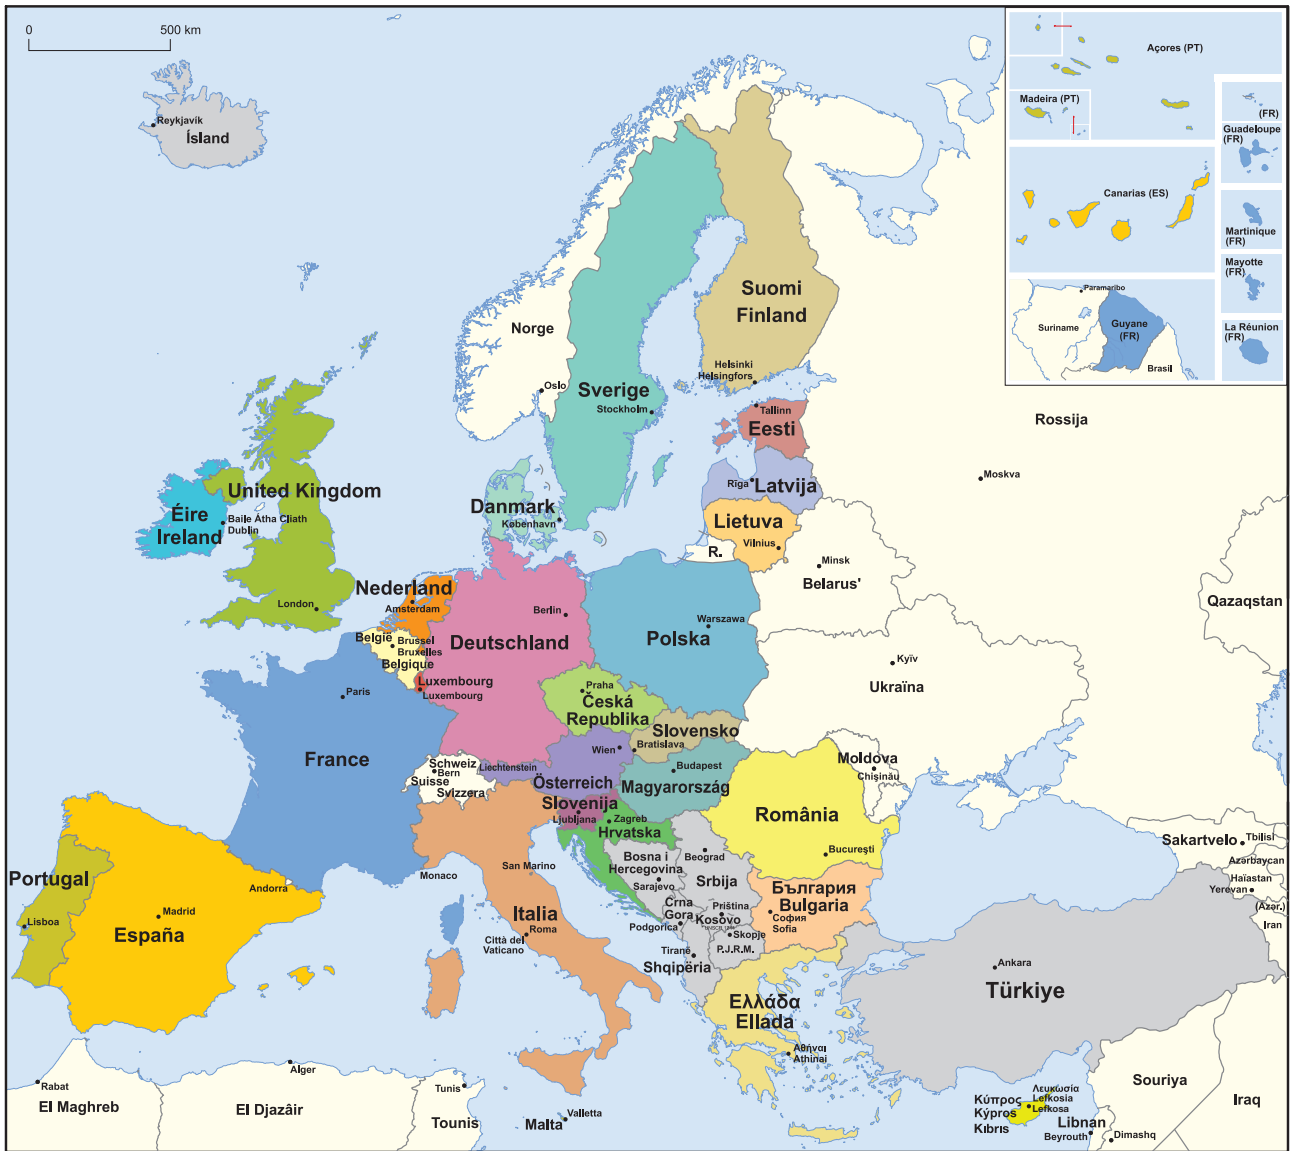 0
500 km
Açores (PT)
Madeira (PT)
(FR)
Guadeloupe
(FR)
Canarias (ES)
Martinique
(FR)
Mayotte
(FR)
Paramaribo
Suriname
Guyane
(FR)
Brasil
La Réunion
(FR)
Reykjavík
Ísland
Norge
Oslo
Suomi
Finland
Helsinki
Helsingfors
Sverige
Stockholm
Tallinn
Eesti
Rīga
Latvija
Lietuva
Vilnius
R.
Rossija
Moskva
Minsk
Belarus'
Qazaqstan
United Kingdom
London
Éire
Ireland
Baile Átha Cliath
Dublin
Danmark
København
Nederland
Amsterdam
België
Brussel
Bruxelles
Belgique
Luxembourg
Luxembourg
Deutschland
Berlin
Polska
Warszawa
Kyïv
Ukraïna
Praha
Česká
Republika
Slovensko
Bratislava
Wien
Österreich
Liechtenstein
Budapest
Magyarország
Moldova
Chişinău
Paris
France
Schweiz
Bern
Suisse
Svizzera
Slovenija
Ljubljana
Zagreb
Hrvatska
România
Bucureşti
Portugal
Lisboa
Madrid
España
Andorra
Monaco
San Marino
Italia
Roma
Città del
Vaticano
Bosna i
Hercegovina
Sarajevo
Beograd
Srbija
Crna
Gora
Podgorica
Priština
Kosovo
Skopje
P.J.R.M.
Tiranë
Shqipëria
България
Bulgaria
София
Sofia
Ελλάδα
Ellada
Αθήναι
Athinai
Ankara
Türkiye
Sakartvelo
Tbilisi
Azərbaycan
Haïastan
Yerevan
(Azər.)
Iran
Rabat
El Maghreb
Alger
El Djazâir
Tunis
Tounis
Malta
Valletta
Κύπρος
Kýpros
Kıbrıs
Λευκωσία
Lefkosia
Lefkosa
Libnan
Beyrouth
Dimashq
Souriya
Iraq